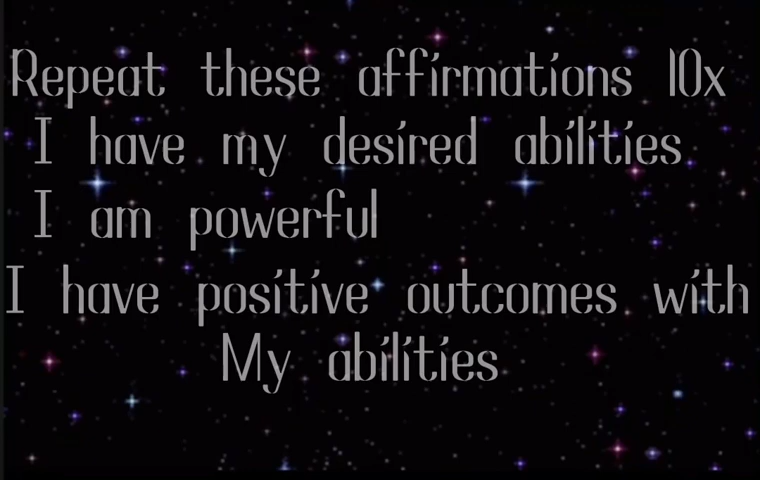 Repeat these affirmations 10x
I have my desired abilities
I am powerful
I have positive outcomes with
My abilities